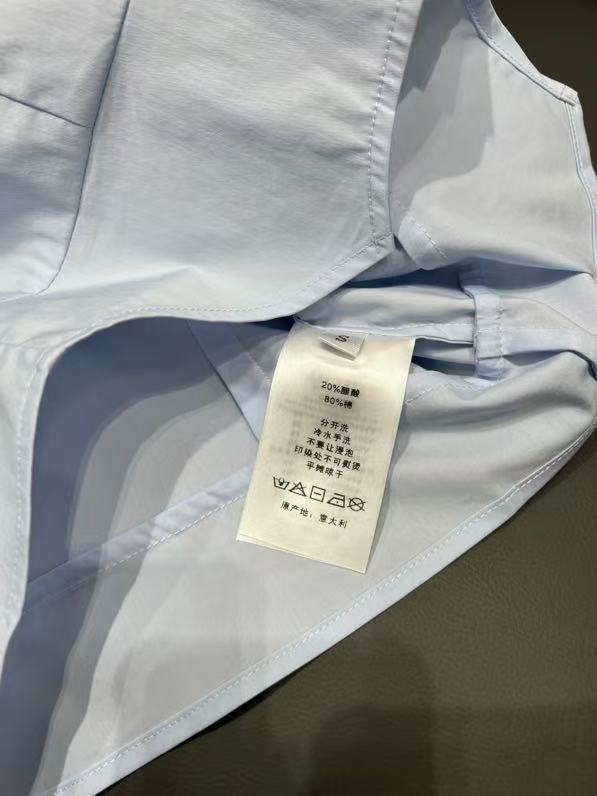 S
20%醋酸
80%棉
分开洗
冷水手洗
不要让浸泡
印染处不可熨烫
平摊晾干
原产地：意大利